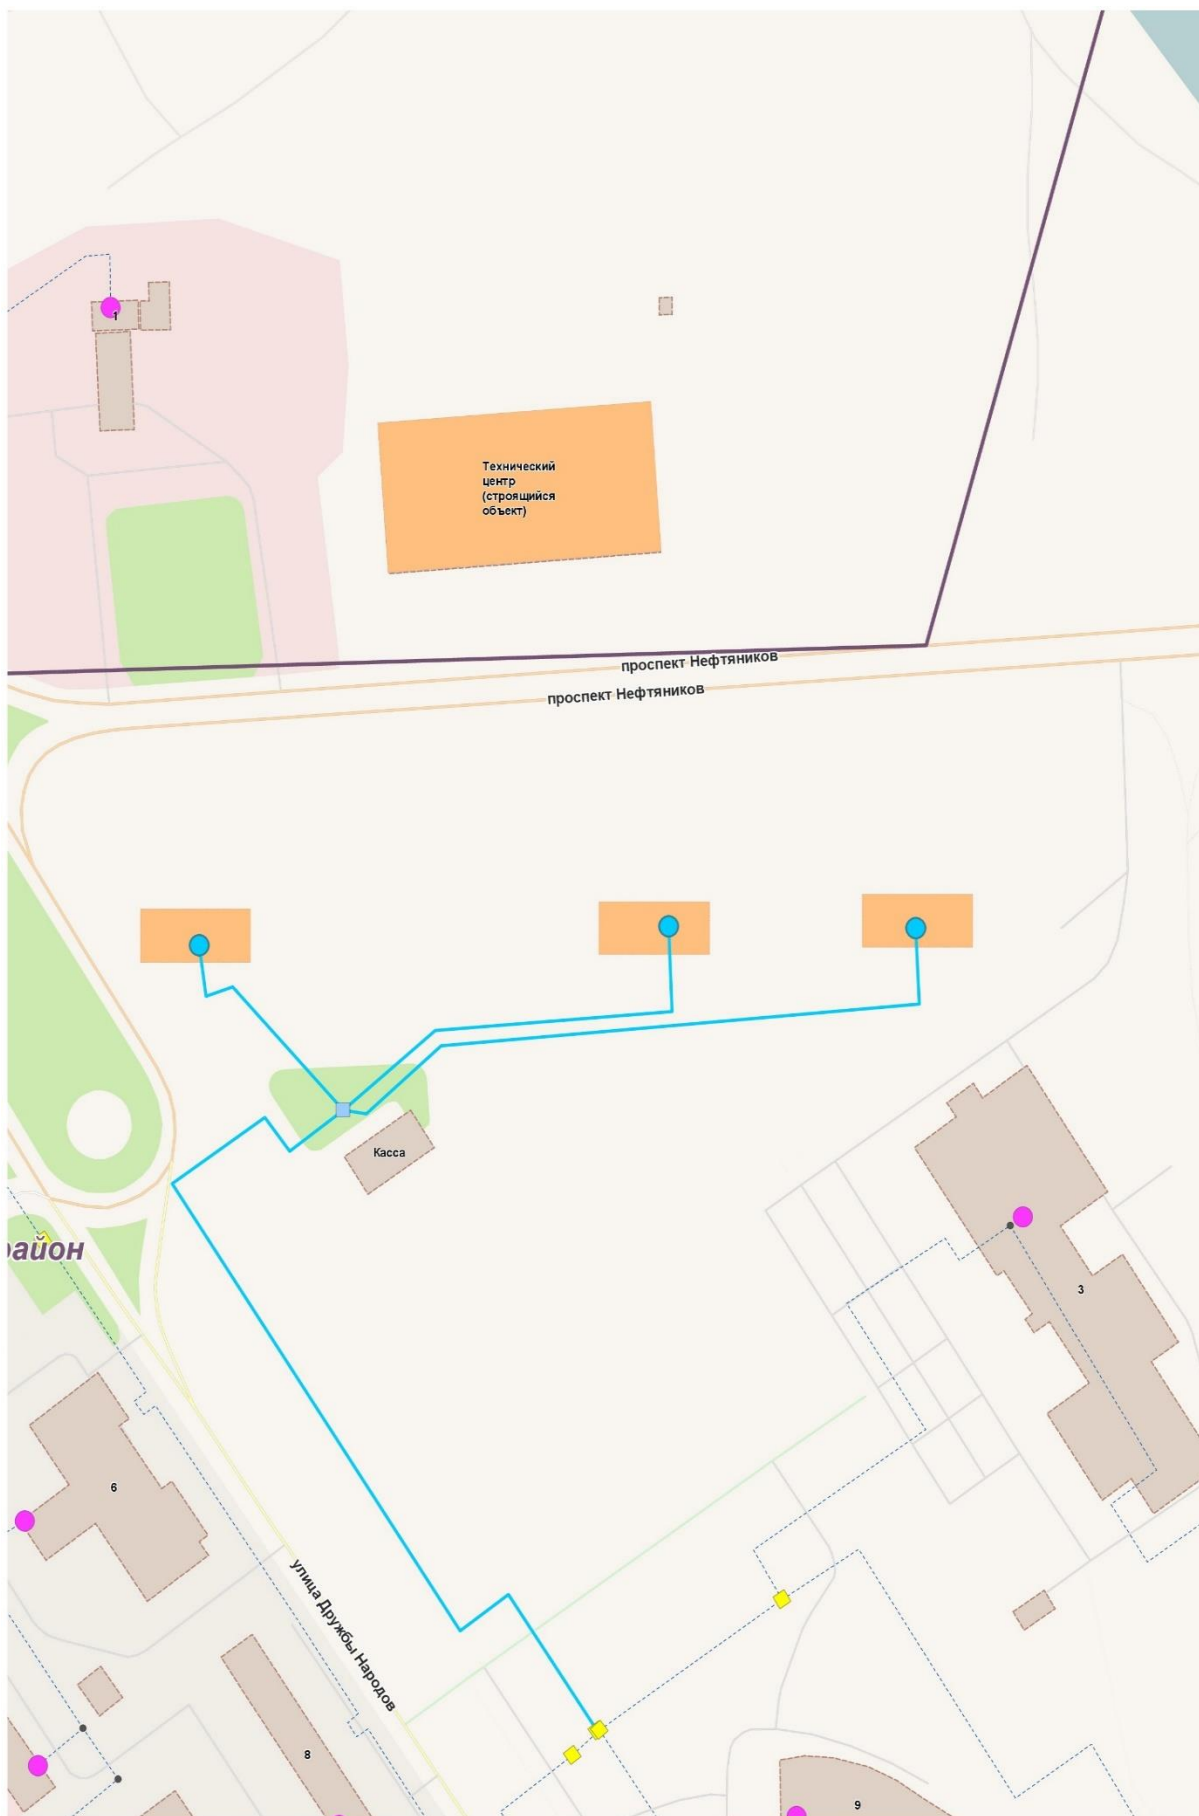 1
Технический
центр
(строящийся
объект)
проспект Нефтяников
проспект Нефтяников
Касса
район
3
6
улица Дружбы Народов
8
9